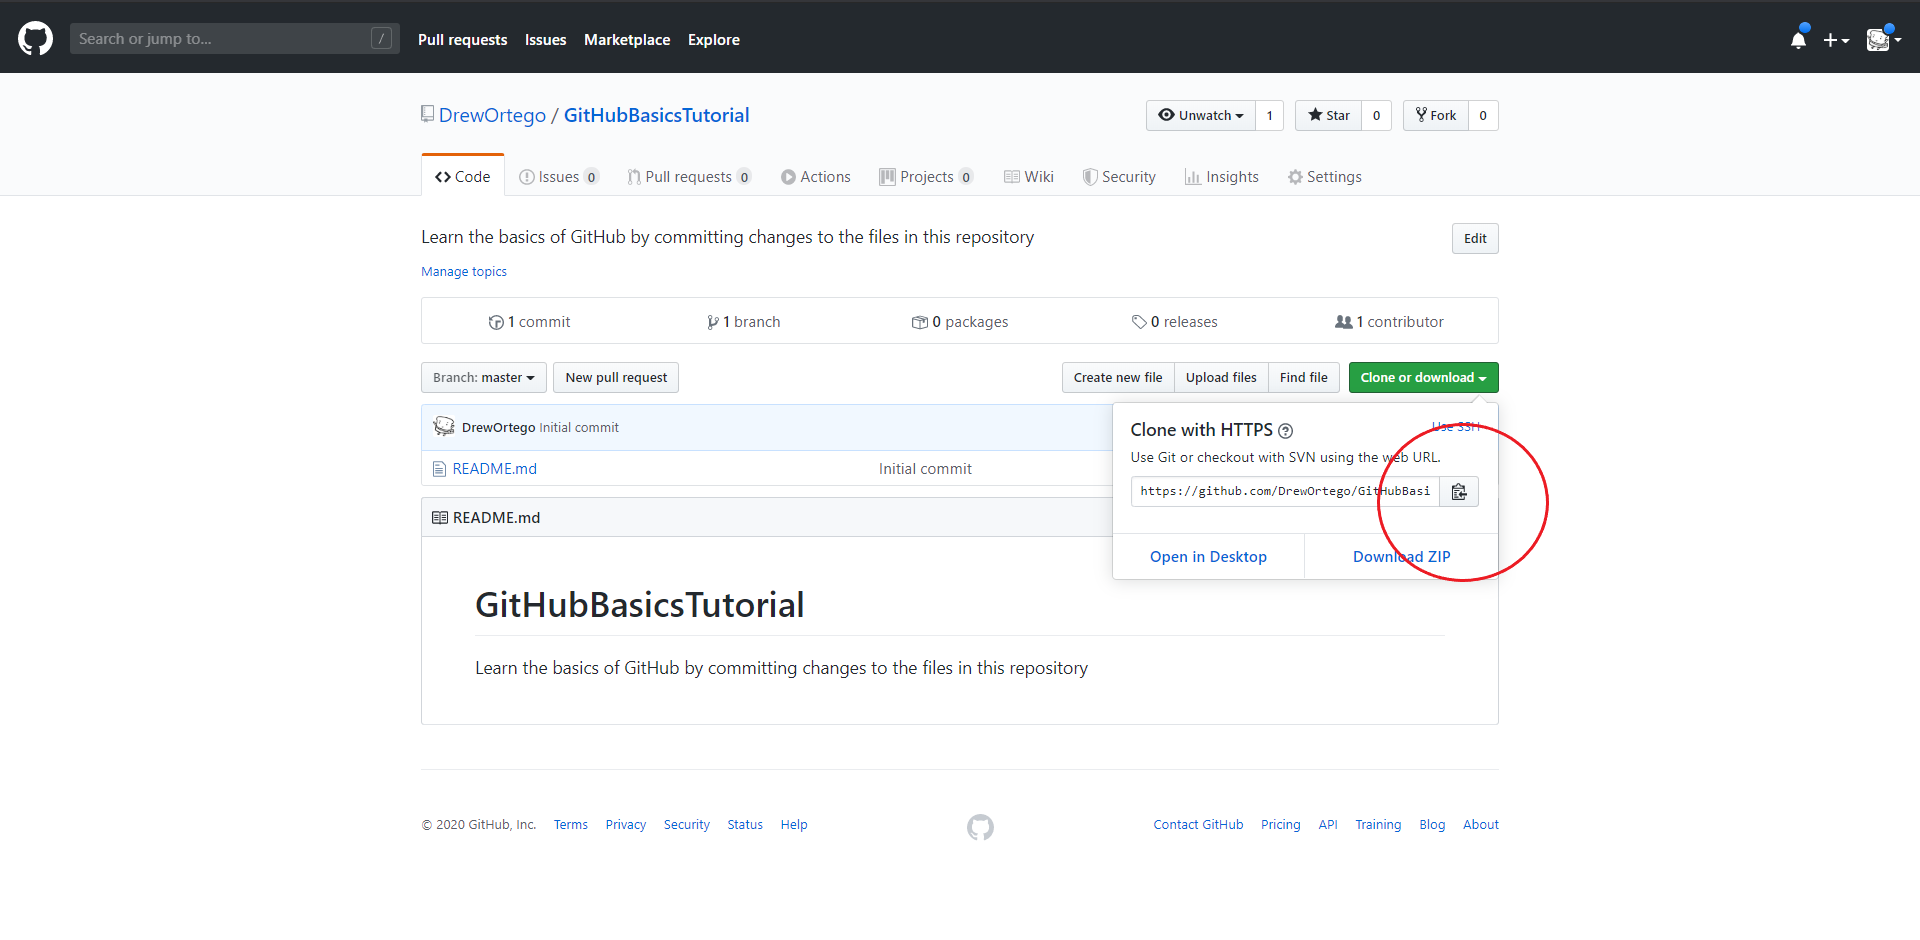 Search or jump to... /
Pull requests Issues Marketplace Explore
DrewOrtego / GitHubBasicsTutorial
Unwatch 1 Star 0 Fork 0
Code Issues 0 Pull requests 0 Actions Projects 0 Wiki Security Insights Settings
Learn the basics of GitHub by committing changes to the files in this repository
Edit
Manage topics
1 commit 1 branch 0 packages 0 releases 1 contributor
Branch: master New pull request Create new file Upload files Find file Clone or download
DrewOrtego Initial commit
README.md Initial commit
Clone with HTTPS ?
Use SSH
Use Git or checkout with SVN using the web URL.
https://github.com/DrewOrtego/GitHubBasi
Open in Desktop Download ZIP
README.md
GitHubBasicsTutorial
Learn the basics of GitHub by committing changes to the files in this repository
© 2020 GitHub, Inc. Terms Privacy Security Status Help Contact GitHub Pricing API Training Blog About